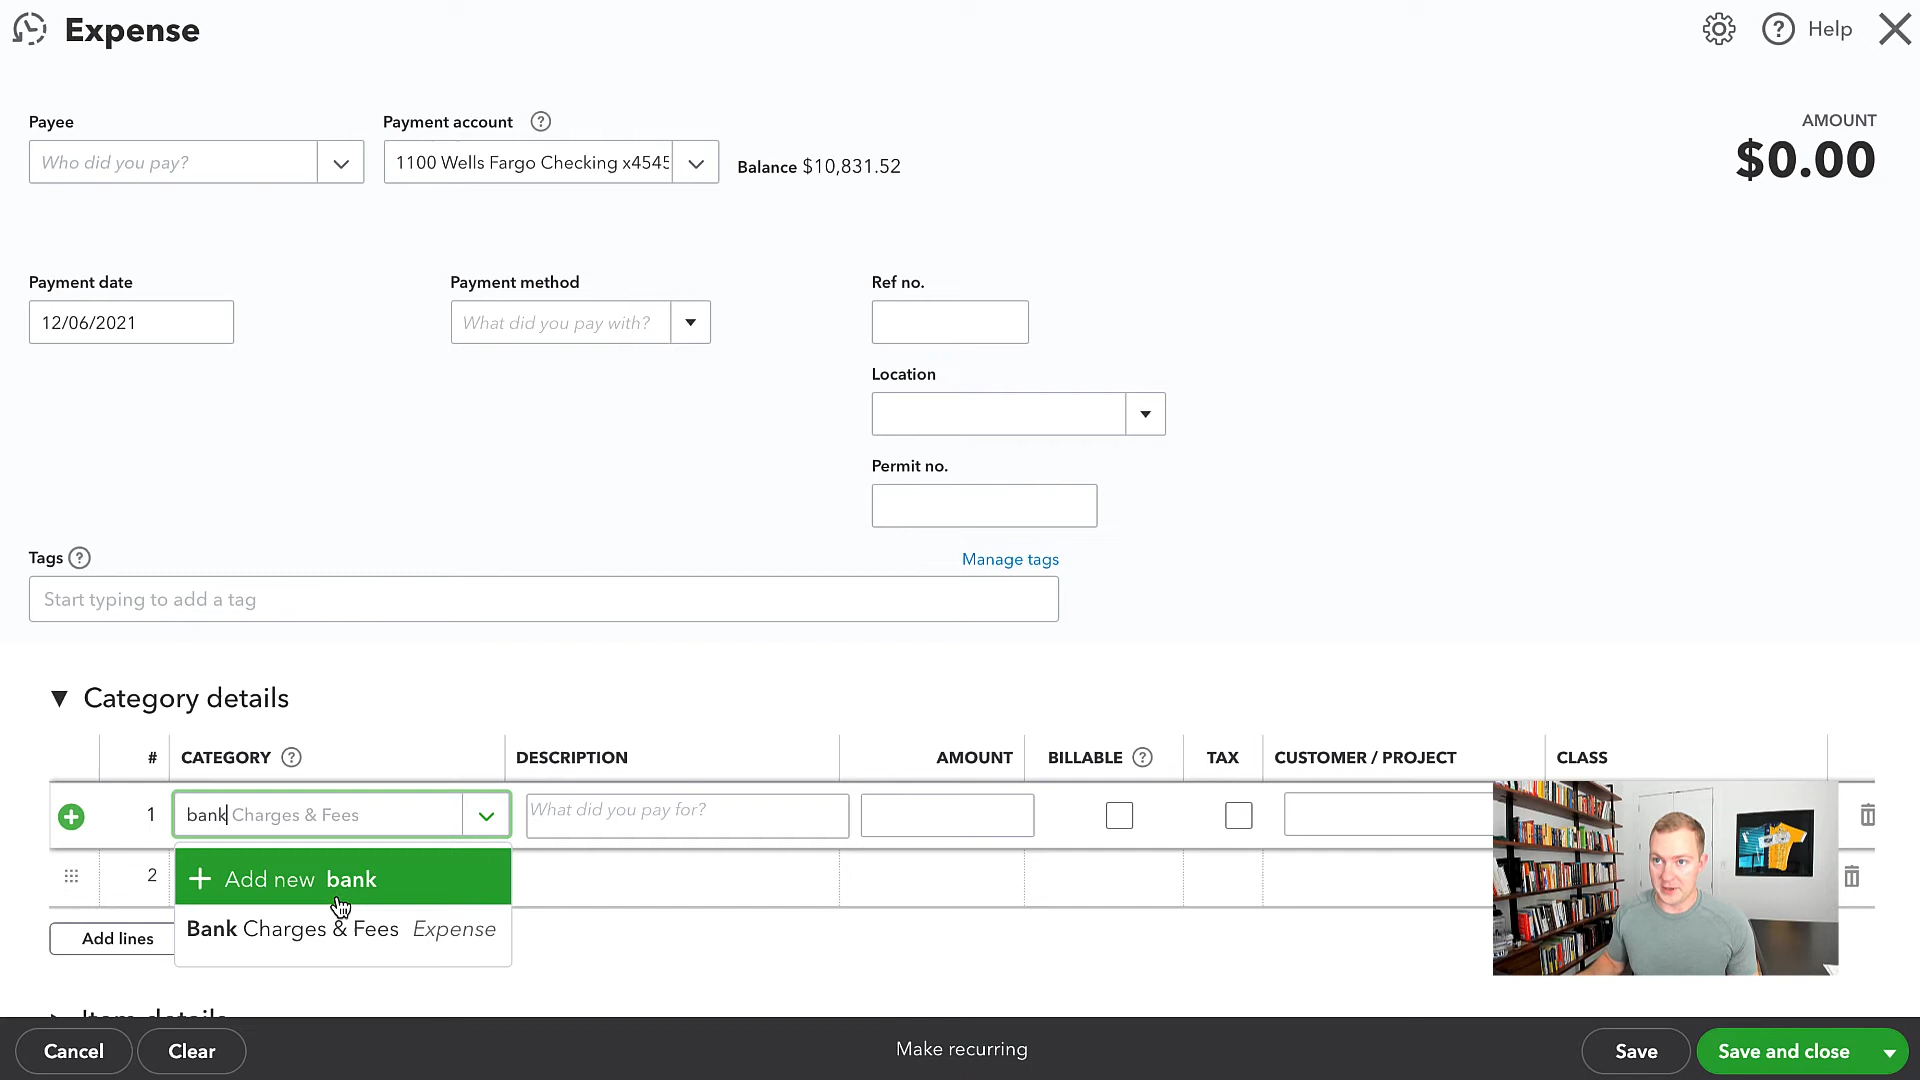 Expense
Help
Payee
Payment account
AMOUNT
Who did you pay?
1100 Wells Fargo Checking x4545
Balance $10,831.52
$0.00
Payment date
Payment method
Ref no.
12/06/2021
What did you pay with?
Location
Permit no.
Tags
Manage tags
Start typing to add a tag
Category details
# CATEGORY DESCRIPTION AMOUNT BILLABLE TAX CUSTOMER / PROJECT CLASS
1 bank Charges & Fees What did you pay for?
2 + Add new bank
Bank Charges & Fees Expense
Add lines
Item details
Cancel
Clear
Make recurring
Save
Save and close